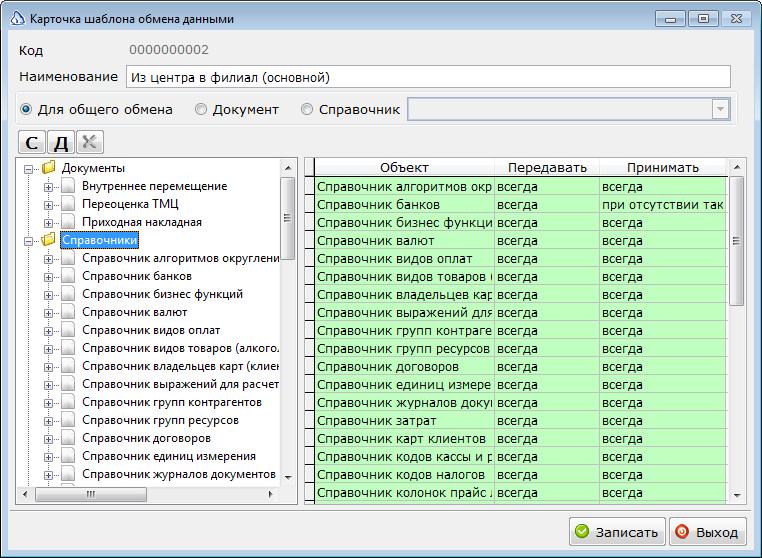 Карточка шаблона обмена данными
Код 0000000002
Наименование Из центра в филиал (основной)
Для общего обмена Документ Справочник
С Д
Документы
Внутреннее перемещение
Переоценка ТМЦ
Приходная накладная
Справочники
Справочник алгоритмов округлени
Справочник банков
Справочник бизнес функций
Справочник валют
Справочник видов оплат
Справочник видов товаров (алкогол
Справочник владельцев карт (клиен
Справочник выражений для расчет
Справочник групп контрагентов
Справочник групп ресурсов
Справочник договоров
Справочник единиц измерения
Справочник журналов документов
Объект Передавать Принимать
Справочник алгоритмов окр всегда всегда
Справочник банков всегда при отсутствии так
Справочник бизнес функци всегда всегда
Справочник валют всегда всегда
Справочник видов оплат всегда всегда
Справочник видов товаров ( всегда всегда
Справочник владельцев кар всегда всегда
Справочник выражений для всегда всегда
Справочник групп контраге всегда всегда
Справочник групп ресурсов всегда всегда
Справочник договоров всегда всегда
Справочник единиц измере всегда всегда
Справочник журналов доку всегда всегда
Справочник затрат всегда всегда
Справочник карт клиентов всегда всегда
Справочник кодов кассы и р всегда всегда
Справочник кодов налогов всегда всегда
Справочник колонок прайс л всегда всегда
Записать Выход